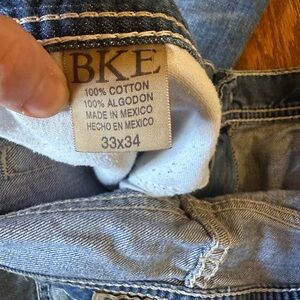 BKE
100% COTTON
100% ALGODON
MADE IN MEXICO
HECHO EN MEXICO
33x34